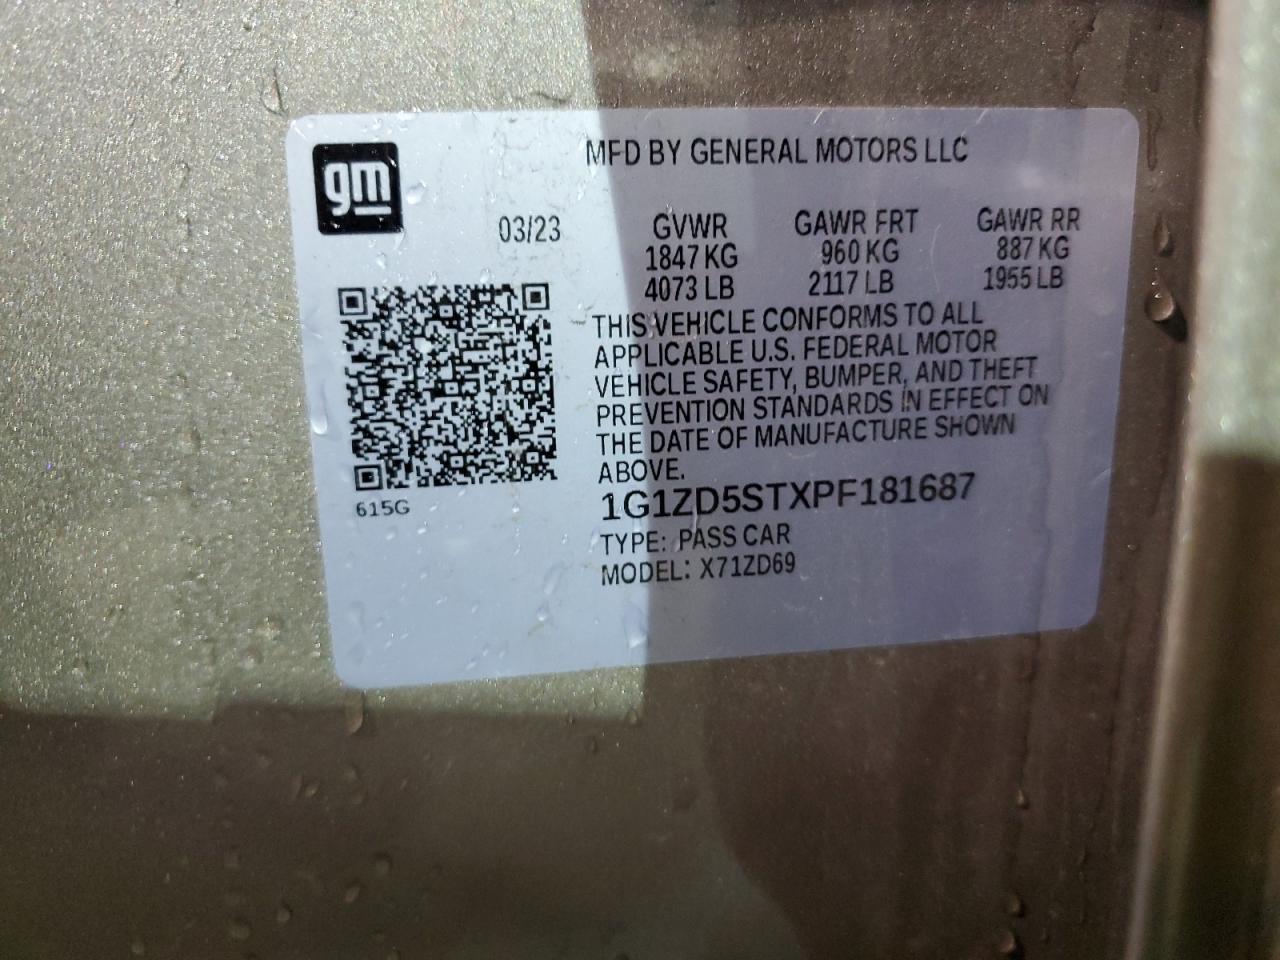 gm
MFD BY GENERAL MOTORS LLC
03/23
GVWR GAWR FRT GAWR RR
1847 KG 960 KG 887 KG
4073 LB 2117 LB 1955 LB
THIS VEHICLE CONFORMS TO ALL
APPLICABLE U.S. FEDERAL MOTOR
VEHICLE SAFETY, BUMPER, AND THEFT
PREVENTION STANDARDS IN EFFECT ON
THE DATE OF MANUFACTURE SHOWN
ABOVE.
1G1ZD5STXPF181687
TYPE: PASS CAR
MODEL: X71ZD69
615G